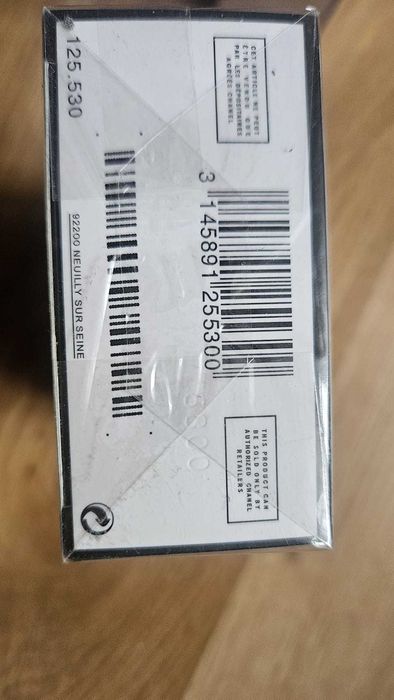 CET ARTICLE NE PEUT
ÊTRE VENDU QUE
PAR LES DÉPOSITAIRES
AGRÉÉS CHANEL
3 145891 255300
THIS PRODUCT CAN
BE SOLD ONLY BY
AUTHORIZED CHANEL
RETAILERS
125.530
92200 NEUILLY SUR SEINE